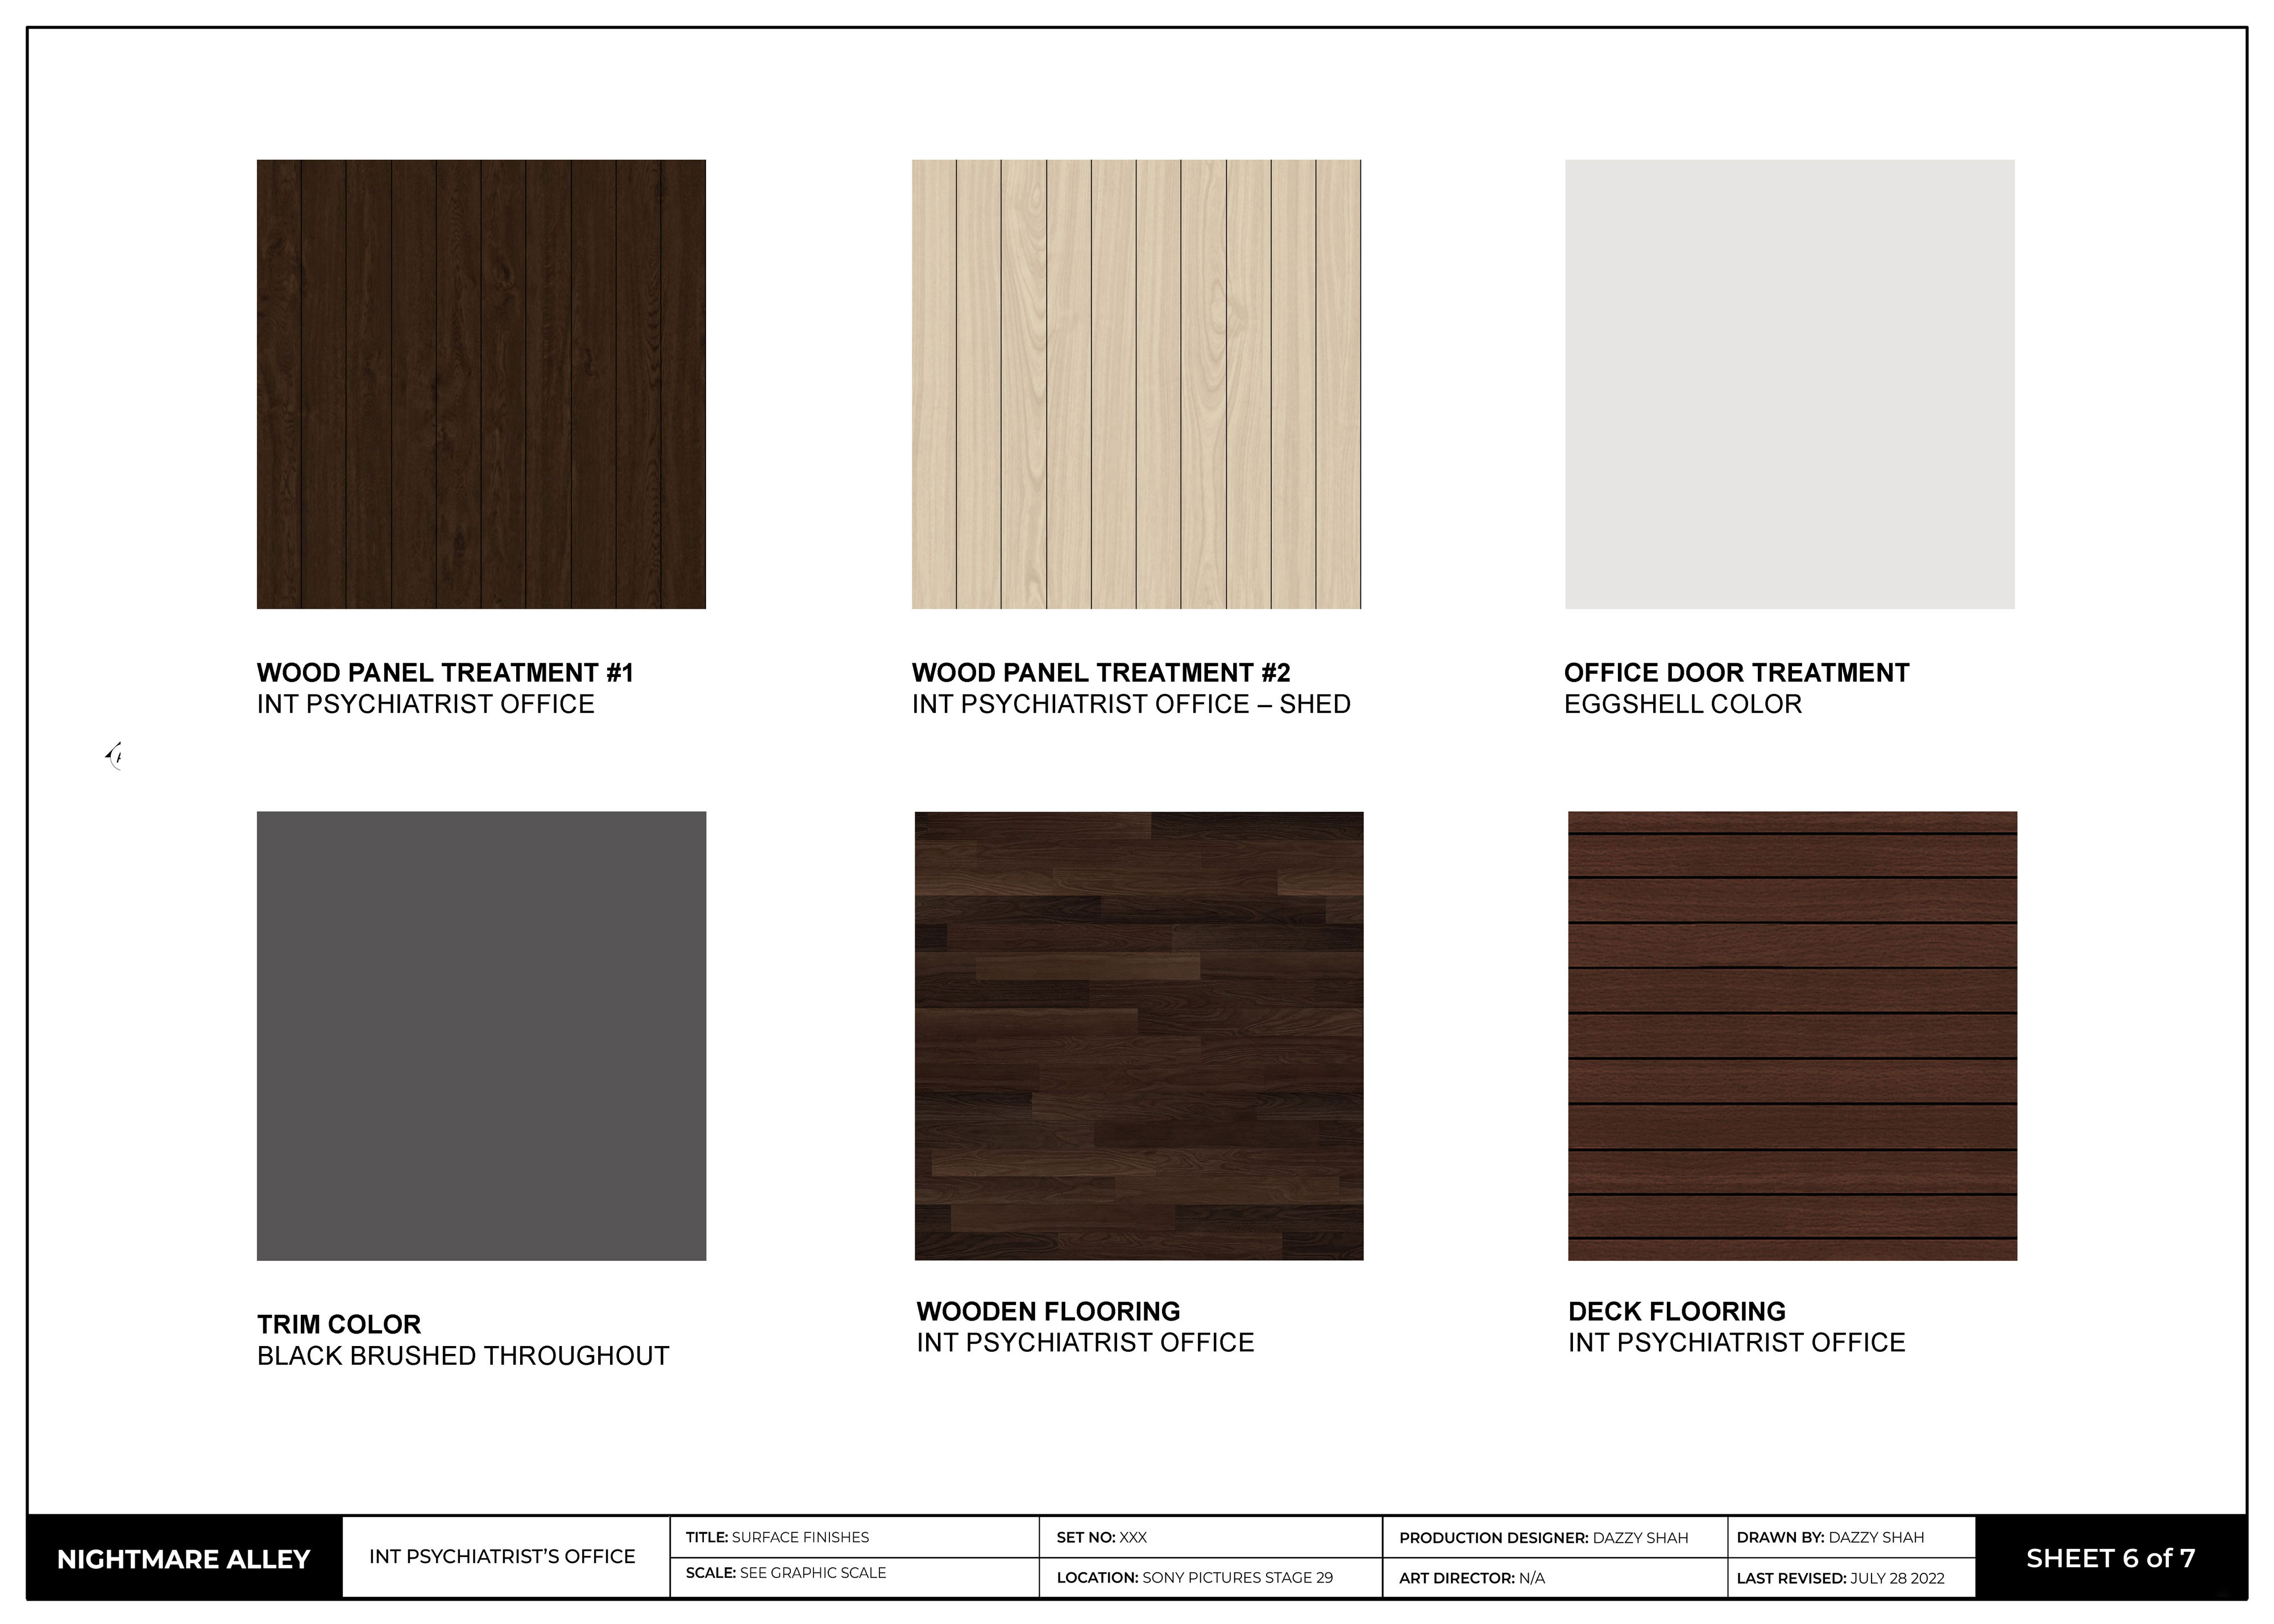 WOOD PANEL TREATMENT #1
INT PSYCHIATRIST OFFICE
WOOD PANEL TREATMENT #2
INT PSYCHIATRIST OFFICE – SHED
OFFICE DOOR TREATMENT
EGGSHELL COLOR
TRIM COLOR
BLACK BRUSHED THROUGHOUT
WOODEN FLOORING
INT PSYCHIATRIST OFFICE
DECK FLOORING
INT PSYCHIATRIST OFFICE
NIGHTMARE ALLEY
INT PSYCHIATRIST'S OFFICE
TITLE: SURFACE FINISHES
SCALE: SEE GRAPHIC SCALE
SET NO: XXX
LOCATION: SONY PICTURES STAGE 29
PRODUCTION DESIGNER: DAZZY SHAH
ART DIRECTOR: N/A
DRAWN BY: DAZZY SHAH
LAST REVISED: JULY 28 2022
SHEET 6 of 7